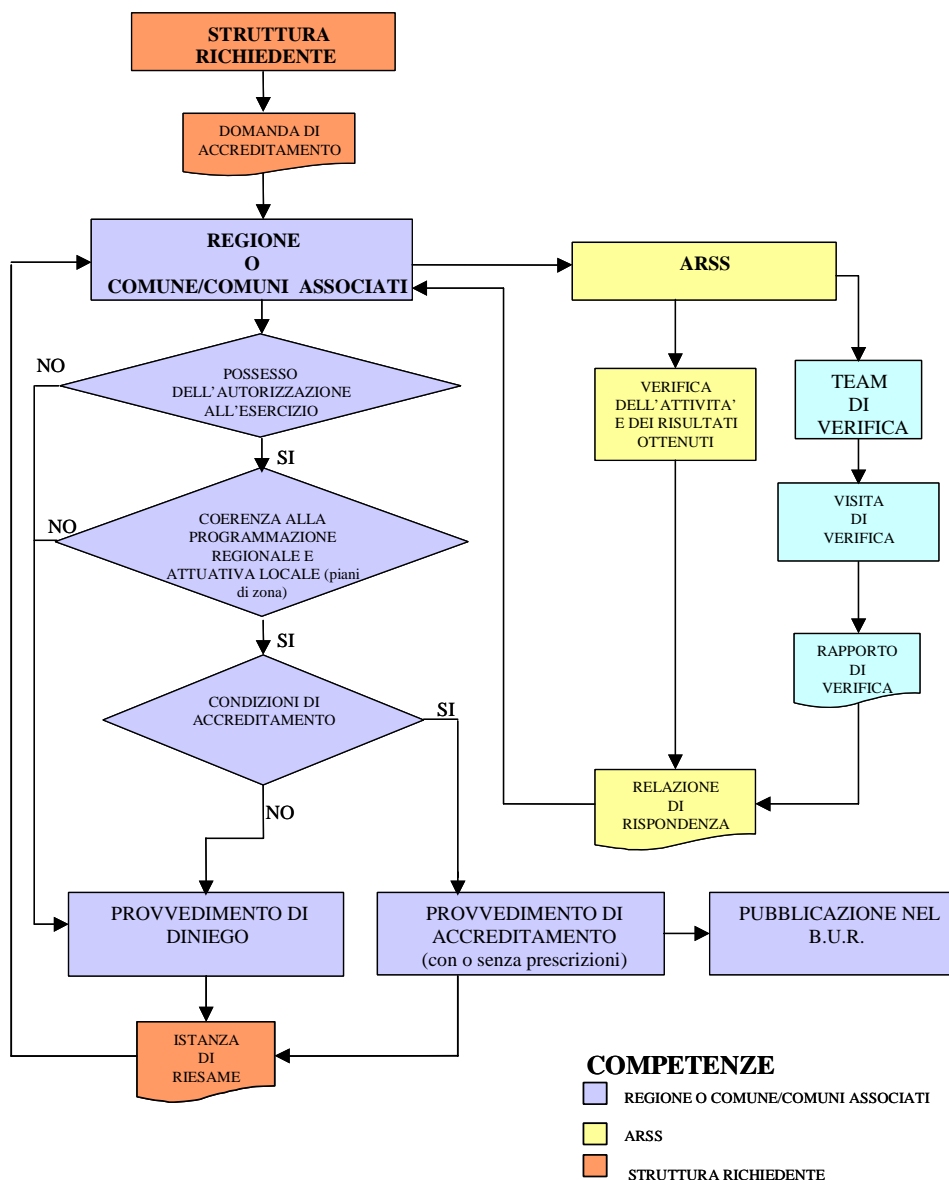 STRUTTURA
RICHIEDENTE
DOMANDA DI
ACCREDITAMENTO
REGIONE
O
COMUNE/COMUNI ASSOCIATI
ARSS
NO
POSSESSO
DELL'AUTORIZZAZIONE
ALL'ESERCIZIO
VERIFICA
DELL'ATTIVITA'
E DEI RISULTATI
OTTENUTI
TEAM
DI
VERIFICA
SI
NO
COERENZA ALLA
PROGRAMMAZIONE
REGIONALE E
ATTUATIVA LOCALE (piani
di zona)
VISITA
DI
VERIFICA
SI
RAPPORTO
DI
VERIFICA
CONDIZIONI DI
ACCREDITAMENTO
SI
NO
RELAZIONE
DI
RISPONDENZA
PROVVEDIMENTO DI
DINIEGO
PROVVEDIMENTO DI
ACCREDITAMENTO
(con o senza prescrizioni)
PUBBLICAZIONE NEL
B.U.R.
ISTANZA
DI
RIESAME
COMPETENZE
REGIONE O COMUNE/COMUNI ASSOCIATI
ARSS
STRUTTURA RICHIEDENTE